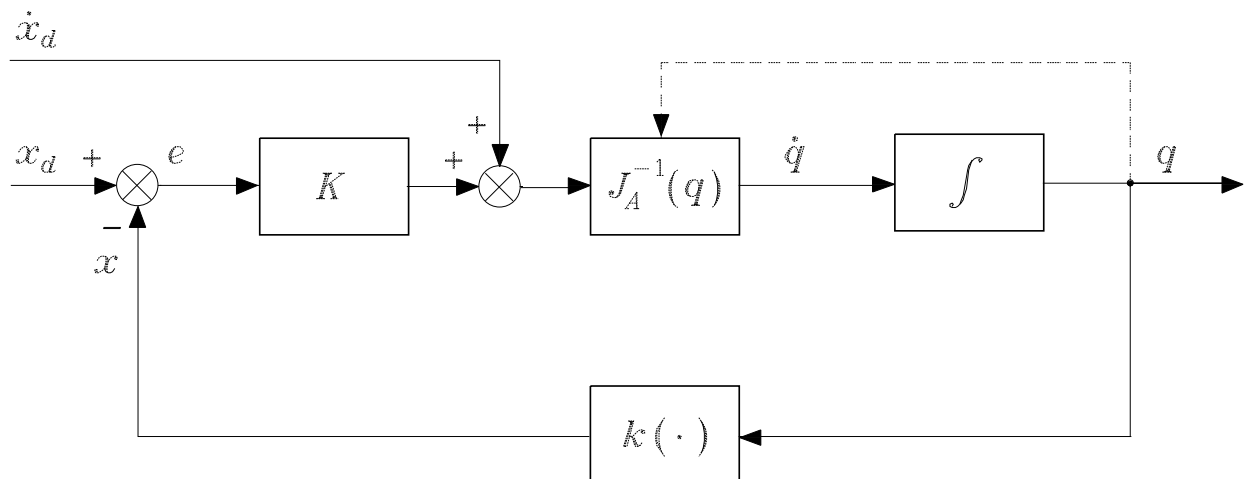 ẋ_d
+
x_d + e K + J_A^{-1}(q) q̇ ∫ q
−
x
k(·)